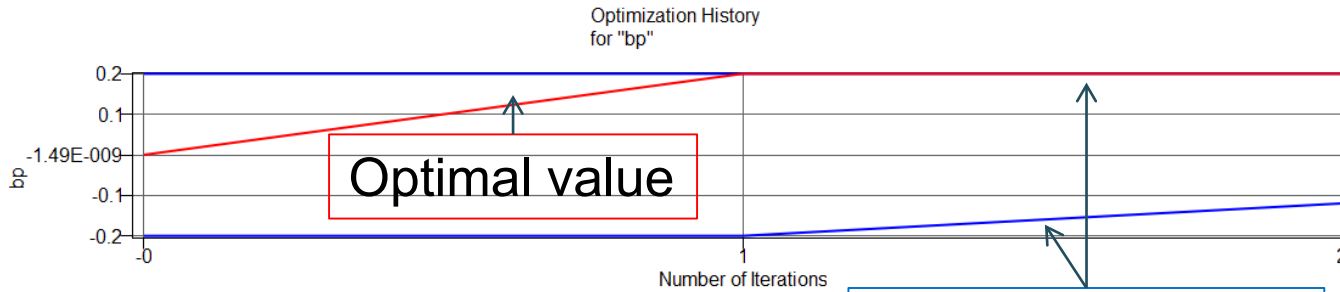 Optimization History
for "bp"
0.2
0.1
-1.49E-009
-0.1
-0.2
bp
Optimal value
-0
1
2
Number of Iterations